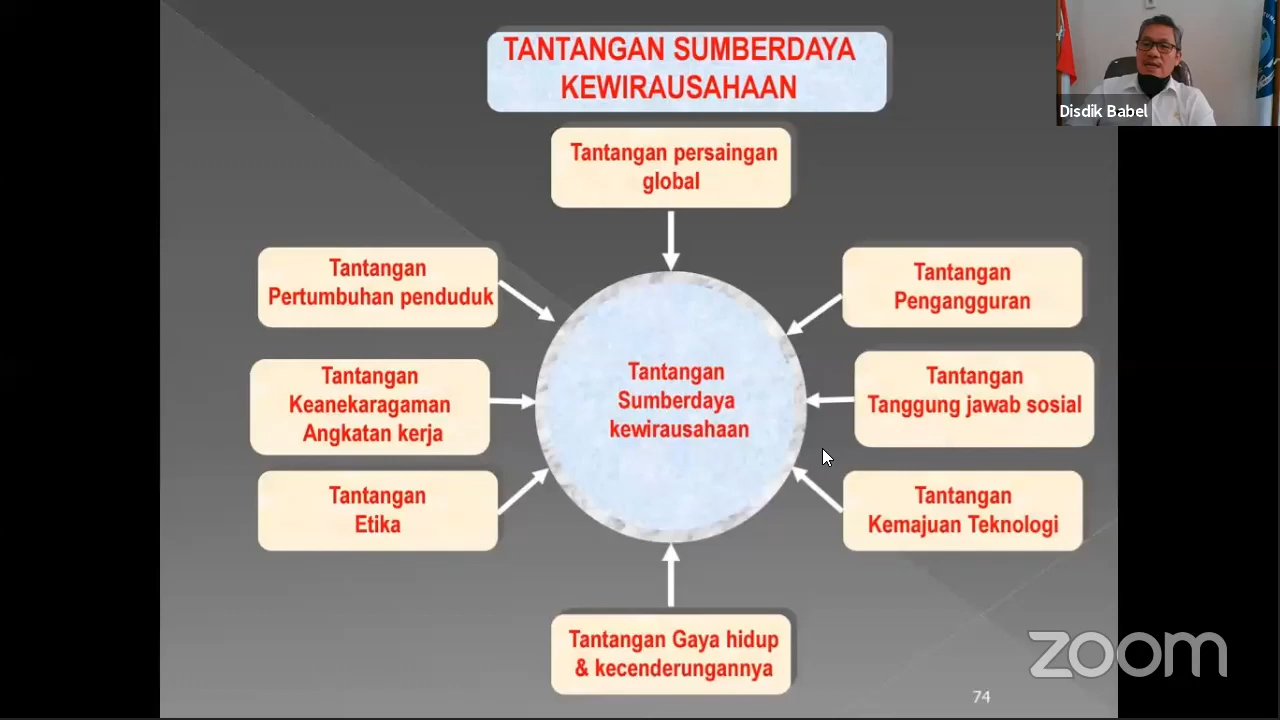 TANTANGAN SUMBERDAYA
KEWIRAUSAHAAN
Disdik Babel
Tantangan persaingan
global
Tantangan
Pertumbuhan penduduk
Tantangan
Pengangguran
Tantangan
Keanekaragaman
Angkatan kerja
Tantangan
Sumberdaya
kewirausahaan
Tantangan
Tanggung jawab sosial
Tantangan
Etika
Tantangan
Kemajuan Teknologi
Tantangan Gaya hidup
& kecenderungannya
zoom
74